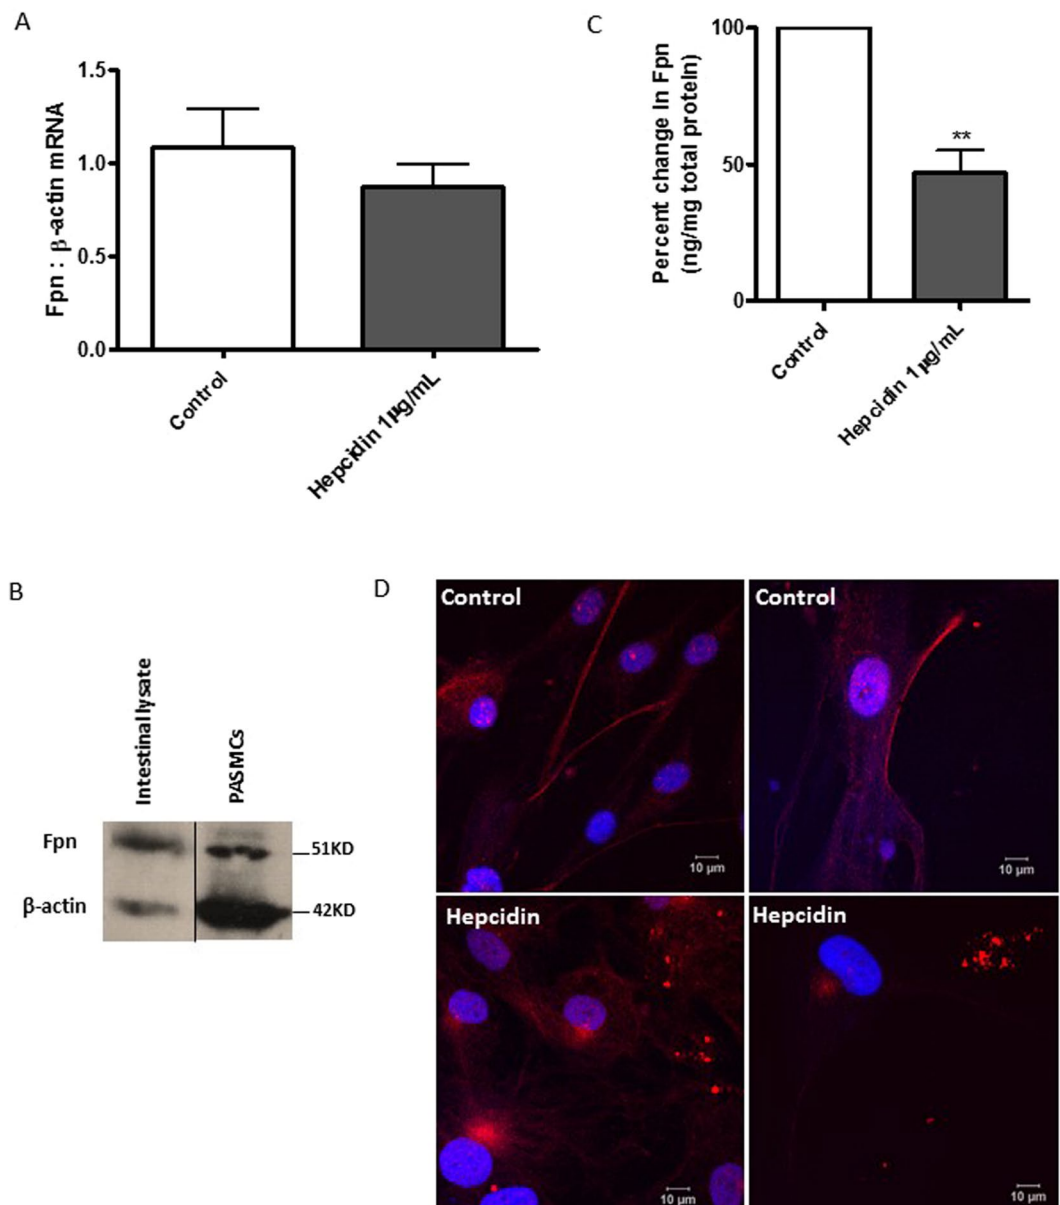 A
Fpn : β-actin mRNA
1.5
1.0
0.5
0.0
Control
Hepcidin 1µg/mL
C
Percent change in Fpn
(ng/mg total protein)
100
50
0
**
Control
Hepcidin 1µg/mL
B
Intestinal lysate
PASMCs
Fpn
51KD
β-actin
42KD
D
Control
10 µm
Control
10 µm
Hepcidin
10 µm
Hepcidin
10 µm